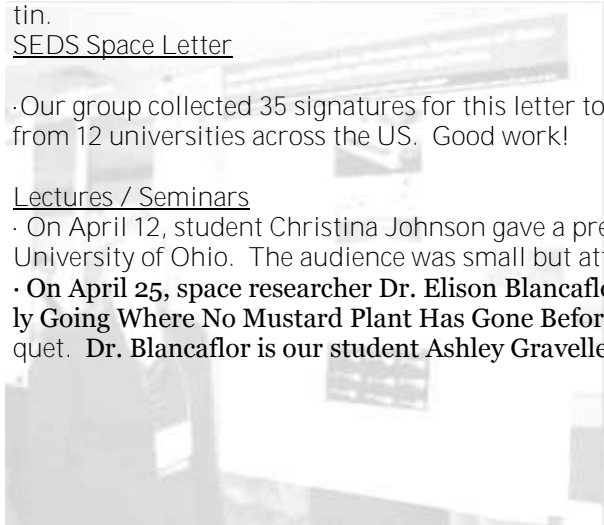 tin.
SEDS Space Letter
·Our group collected 35 signatures for this letter to
from 12 universities across the US.  Good work!
Lectures / Seminars
· On April 12, student Christina Johnson gave a pre
University of Ohio.  The audience was small but att
· On April 25, space researcher Dr. Elison Blancaflo
ly Going Where No Mustard Plant Has Gone Befor
quet.  Dr. Blancaflor is our student Ashley Gravelle